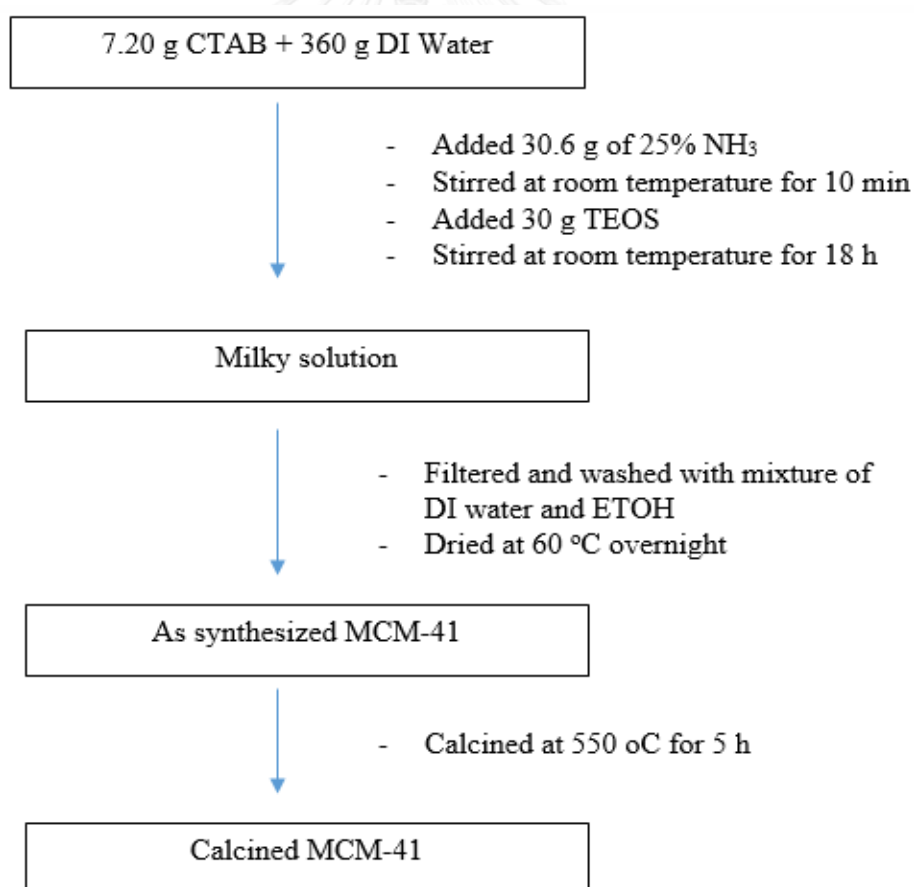 7.20 g CTAB + 360 g DI Water
- Added 30.6 g of 25% NH₃
- Stirred at room temperature for 10 min
- Added 30 g TEOS
- Stirred at room temperature for 18 h
Milky solution
- Filtered and washed with mixture of
DI water and ETOH
- Dried at 60 °C overnight
As synthesized MCM-41
- Calcined at 550 oC for 5 h
Calcined MCM-41